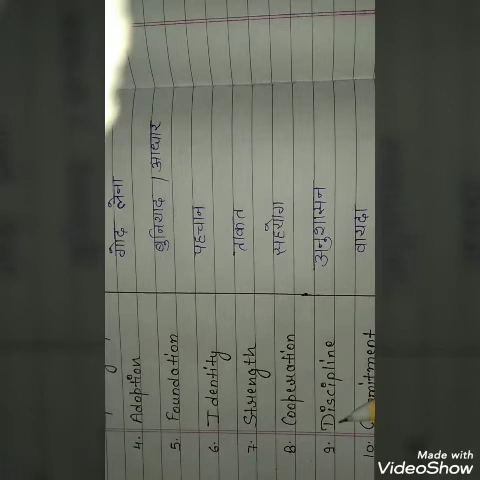 4. Adoption गोद लेना
5. Foundation बुनियाद / आधार
6. Identity पहचान
7. Strength ताकत
8. Cooperation सहयोग
9. Discipline अनुशासन
10. वायदा
Made with
VideoShow